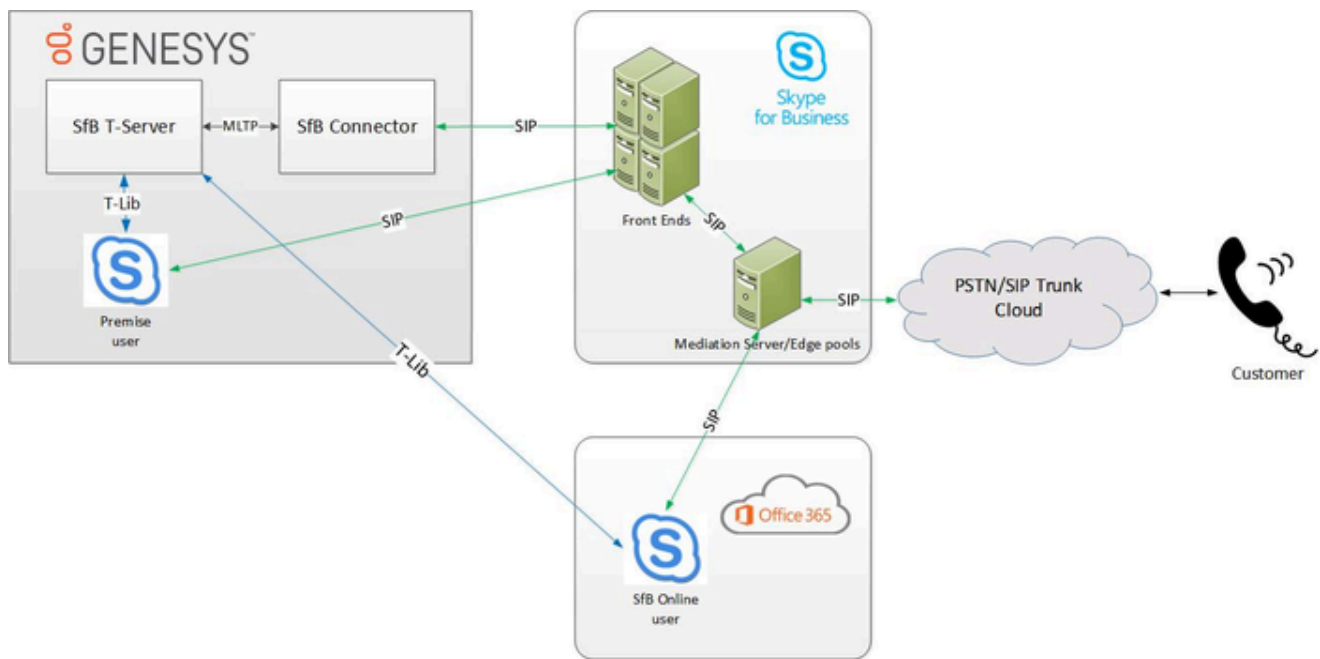 GENESYS™
SfB T-Server
MLTP
SfB Connector
SIP
T-Lib
SIP
Premise
user
Skype
for Business
Front Ends
SIP
Mediation Server/Edge pools
SIP
PSTN/SIP Trunk
Cloud
Customer
T-Lib
SIP
Office 365
SfB Online
user